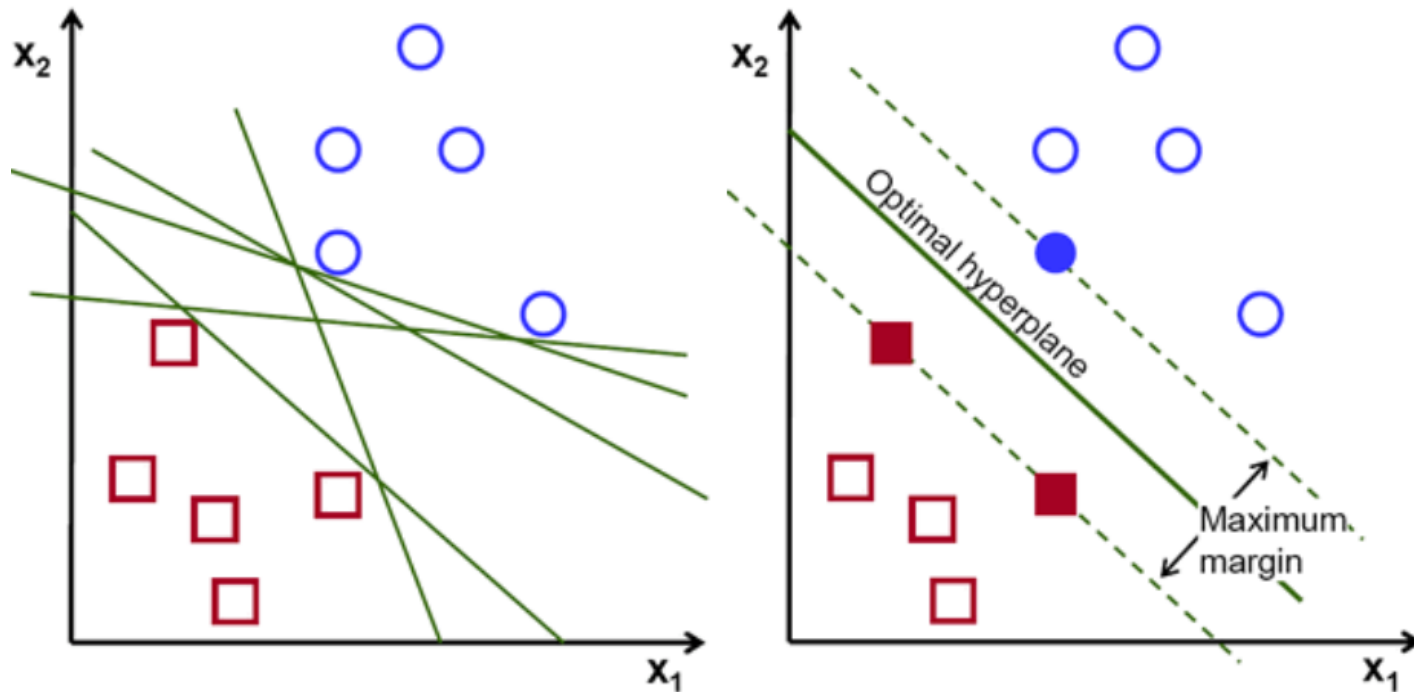 x₂
x₁
x₂
Optimal hyperplane
Maximum
margin
x₁